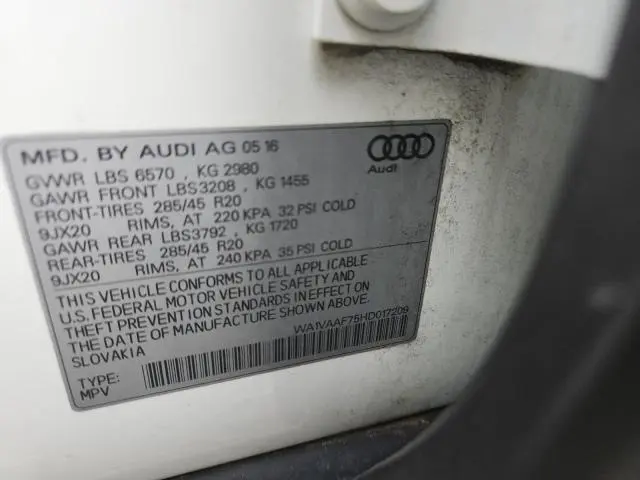 MFD. BY AUDI AG 05 16
Audi
GVWR LBS 6570 , KG 2980
GAWR FRONT LBS3208 , KG 1455
FRONT-TIRES 285/45 R20
9JX20 RIMS, AT 220 KPA 32 PSI COLD
GAWR REAR LBS3792 , KG 1720
REAR-TIRES 285/45 R20
9JX20 RIMS, AT 240 KPA 35 PSI COLD
THIS VEHICLE CONFORMS TO ALL APPLICABLE
U.S. FEDERAL MOTOR VEHICLE SAFETY AND
THEFT PREVENTION STANDARDS IN EFFECT ON
THE DATE OF MANUFACTURE SHOWN ABOVE.
SLOVAKIA
WA1VAAF75HD017209
TYPE:
MPV